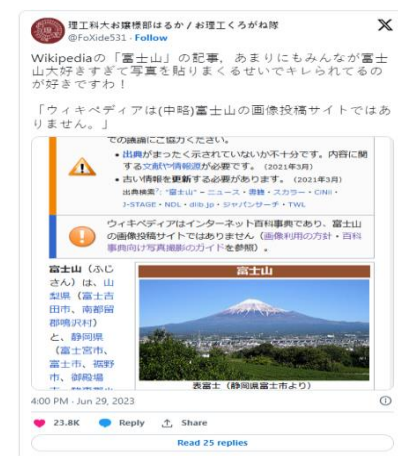 理工科大お嬢様部はるか / お理工くろがね隊
@FoXide531 · Follow
X
Wikipediaの「富士山」の記事，あまりにもみんなが富士
山大好きすぎて写真を貼りまくるせいでキレられてるの
が好きですわ！
「ウィキペディアは(中略)富士山の画像投稿サイトではあ
りません。」
での議論にご協力ください。
• 出典がまったく示されていないか不十分です。内容に関
する文献や情報源が必要です。（2021年3月）
• 古い情報を更新する必要があります。（2021年3月）
出典検索?: "富士山" – ニュース · 書籍 · スカラー · CiNii ·
J-STAGE · NDL · dlib.jp · ジャパンサーチ · TWL
ウィキペディアはインターネット百科事典であり、富士山
の画像投稿サイトではありません（画像利用の方針・百科
事典向け写真撮影のガイドを参照）。
富士山（ふじ
さん）は、山
梨県（富士吉
田市、南都留
郡鳴沢村）
と、静岡県
（富士宮市、
富士市、裾野
市、御殿場
富士山
表富士（静岡県富士市より）
4:00 PM · Jun 29, 2023
23.8K Reply Share
Read 25 replies